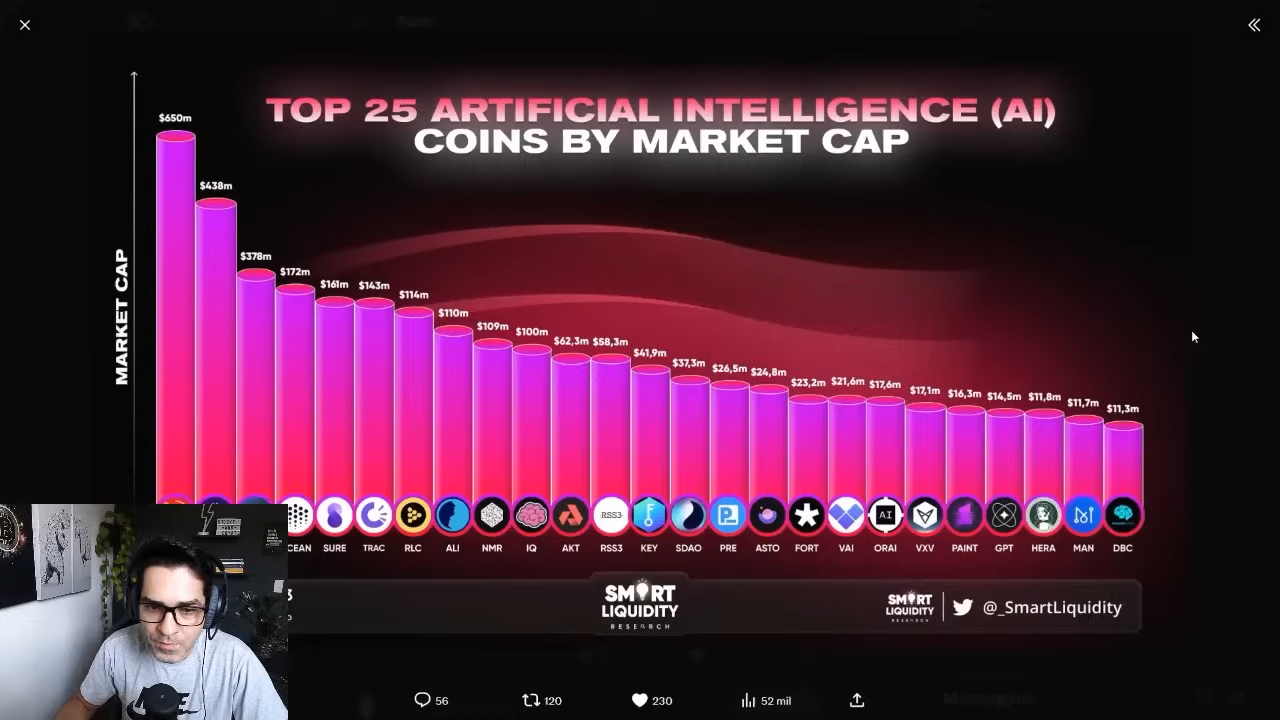 TOP 25 ARTIFICIAL INTELLIGENCE (AI)
COINS BY MARKET CAP
MARKET CAP
$650m
$438m
$378m
$172m
$161m
$143m
$114m
$110m
$109m
$100m
$62,3m
$58,3m
$41,9m
$37,3m
$26,5m
$24,8m
$23,2m
$21,6m
$17,6m
$17,1m
$16,3m
$14,5m
$11,8m
$11,7m
$11,3m
RSS3
AI
CEAN SURE TRAC RLC ALI NMR IQ AKT RSS3 KEY SDAO PRE ASTO FORT VAI ORAI VXV PAINT GPT HERA MAN DBC
SMART
LIQUIDITY
RESEARCH
SMART
LIQUIDITY
RESEARCH
@_SmartLiquidity
56
120
230
52 mil